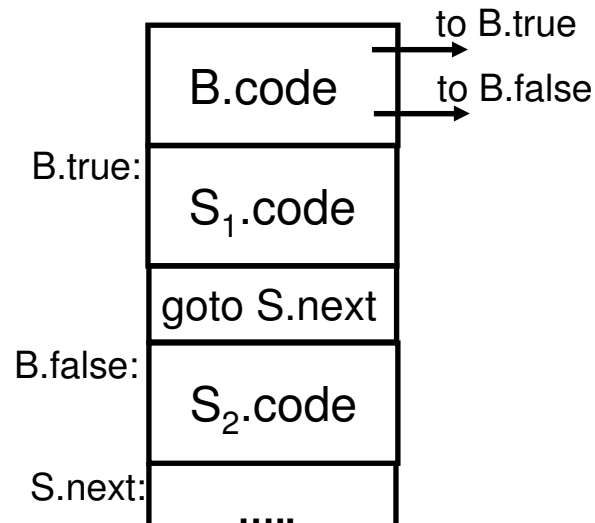 to B.true
B.code
to B.false
B.true:
S₁.code
goto S.next
B.false:
S₂.code
S.next:
.....